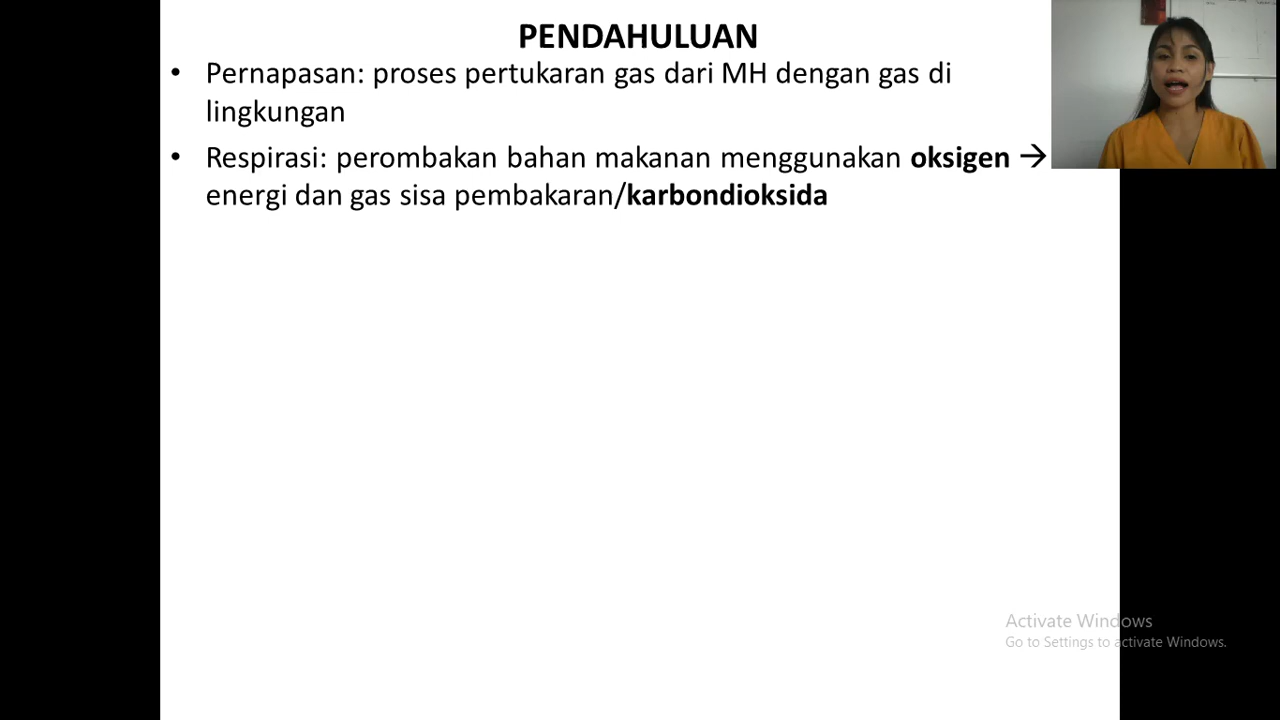 PENDAHULUAN
• Pernapasan: proses pertukaran gas dari MH dengan gas di
lingkungan
• Respirasi: perombakan bahan makanan menggunakan oksigen →
energi dan gas sisa pembakaran/karbondioksida
Activate Windows
Go to Settings to activate Windows.